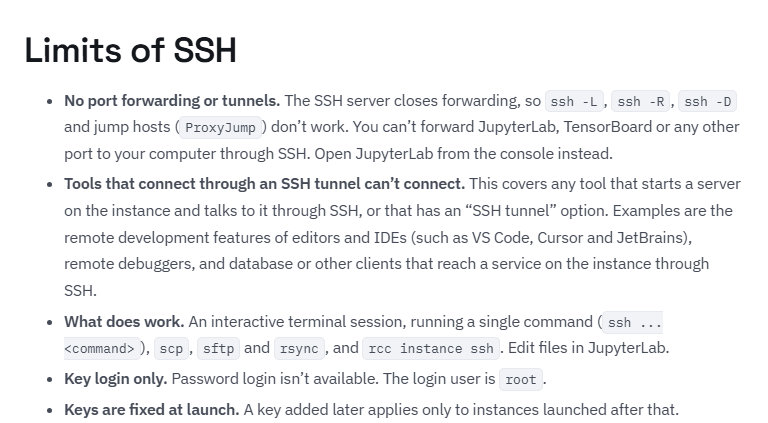 Limits of SSH
• No port forwarding or tunnels. The SSH server closes forwarding, so ssh -L, ssh -R, ssh -D
and jump hosts (ProxyJump) don’t work. You can’t forward JupyterLab, TensorBoard or any other
port to your computer through SSH. Open JupyterLab from the console instead.
• Tools that connect through an SSH tunnel can’t connect. This covers any tool that starts a server
on the instance and talks to it through SSH, or that has an “SSH tunnel” option. Examples are the
remote development features of editors and IDEs (such as VS Code, Cursor and JetBrains),
remote debuggers, and database or other clients that reach a service on the instance through
SSH.
• What does work. An interactive terminal session, running a single command (ssh ...
<command>), scp, sftp and rsync, and rcc instance ssh. Edit files in JupyterLab.
• Key login only. Password login isn’t available. The login user is root.
• Keys are fixed at launch. A key added later applies only to instances launched after that.